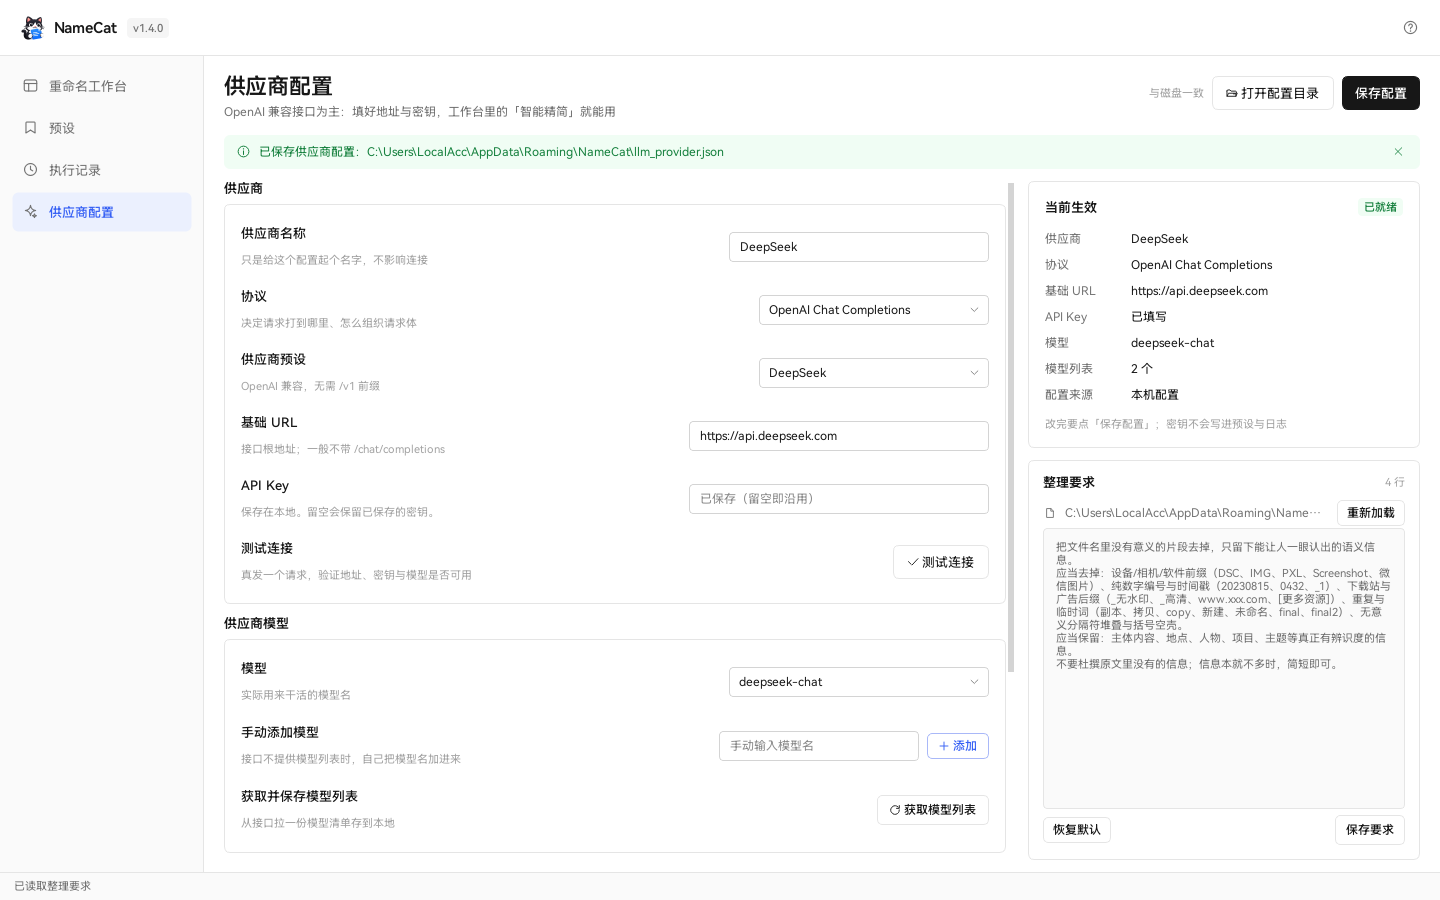 NameCat v1.4.0
重命名工作台
预设
执行记录
供应商配置
供应商配置
OpenAI 兼容接口为主：填好地址与密钥，工作台里的「智能精简」就能用
与磁盘一致
打开配置目录
保存配置
已保存供应商配置：C:\Users\LocalAcc\AppData\Roaming\NameCat\llm_provider.json
供应商
供应商名称
只是给这个配置起个名字，不影响连接
DeepSeek
协议
决定请求打到哪里、怎么组织请求体
OpenAI Chat Completions
供应商预设
OpenAI 兼容，无需 /v1 前缀
DeepSeek
基础 URL
接口根地址；一般不带 /chat/completions
https://api.deepseek.com
API Key
保存在本地。留空会保留已保存的密钥。
已保存（留空即沿用）
测试连接
真发一个请求，验证地址、密钥与模型是否可用
测试连接
供应商模型
模型
实际用来干活的模型名
deepseek-chat
手动添加模型
接口不提供模型列表时，自己把模型名加进来
手动输入模型名
添加
获取并保存模型列表
从接口拉一份模型清单存到本地
获取模型列表
当前生效
已就绪
供应商 DeepSeek
协议 OpenAI Chat Completions
基础 URL https://api.deepseek.com
API Key 已填写
模型 deepseek-chat
模型列表 2 个
配置来源 本机配置
改完要点「保存配置」；密钥不会写进预设与日志
整理要求
4 行
C:\Users\LocalAcc\AppData\Roaming\Name…
重新加载
把文件名里没有意义的片段去掉，只留下能让人一眼认出的语义信
息。
应当去掉：设备/相机/软件前缀（DSC、IMG、PXL、Screenshot、微
信图片）、纯数字编号与时间戳（20230815、0432、_1）、下载站与
广告后缀（_无水印、_高清、www.xxx.com、[更多资源]）、重复与
临时词（副本、拷贝、copy、新建、未命名、final、final2）、无意
义分隔符堆叠与括号空壳。
应当保留：主体内容、地点、人物、项目、主题等真正有辨识度的信
息。
不要杜撰原文里没有的信息；信息本就不多时，简短即可。
恢复默认
保存要求
已读取整理要求